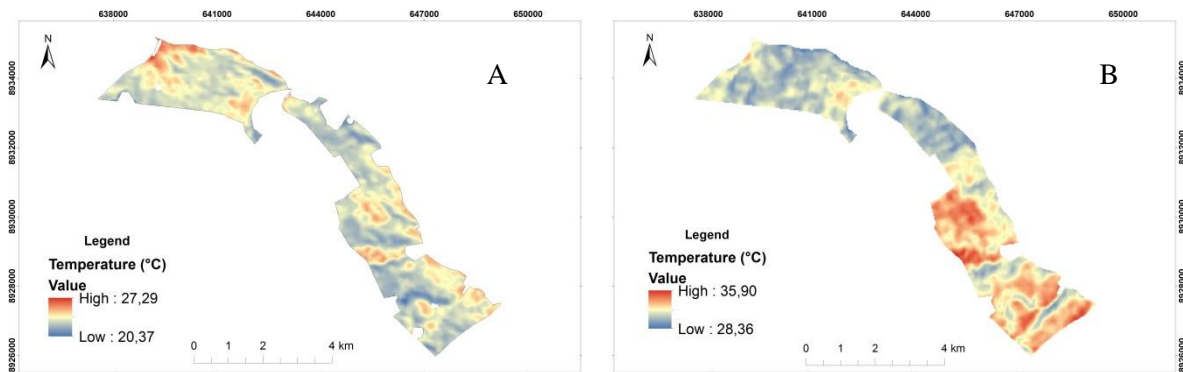 638000 641000 644000 647000 650000
N
A
8934000
8932000
8930000
8928000
8926000
Legend
Temperature (°C)
Value
High : 27,29
Low : 20,37
0 1 2 4 km
638000 641000 644000 647000 650000
N
B
8934000
8932000
8930000
8928000
8926000
Legend
Temperature (°C)
Value
High : 35,90
Low : 28,36
0 1 2 4 km